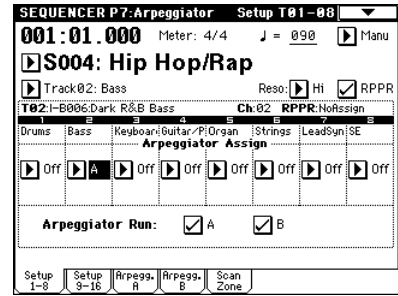 SEQUENCER P7:Arpeggiator Setup T01-08
001:01.000 Meter: 4/4 ♩ = 090 Manu
S004: Hip Hop/Rap
Track02: Bass Reso: Hi RPPR
T02:I-B006:Dark R&B Bass Ch:02 RPPR:NoAssign
1 2 3 4 5 6 7 8
Drums Bass Keyboar Guitar/P Organ Strings LeadSyn SE
Arpeggiator Assign
Off A Off Off Off Off Off Off
Arpeggiator Run: A B
Setup 1-8 Setup 9-16 Arpegg. A Arpegg. B Scan Zone